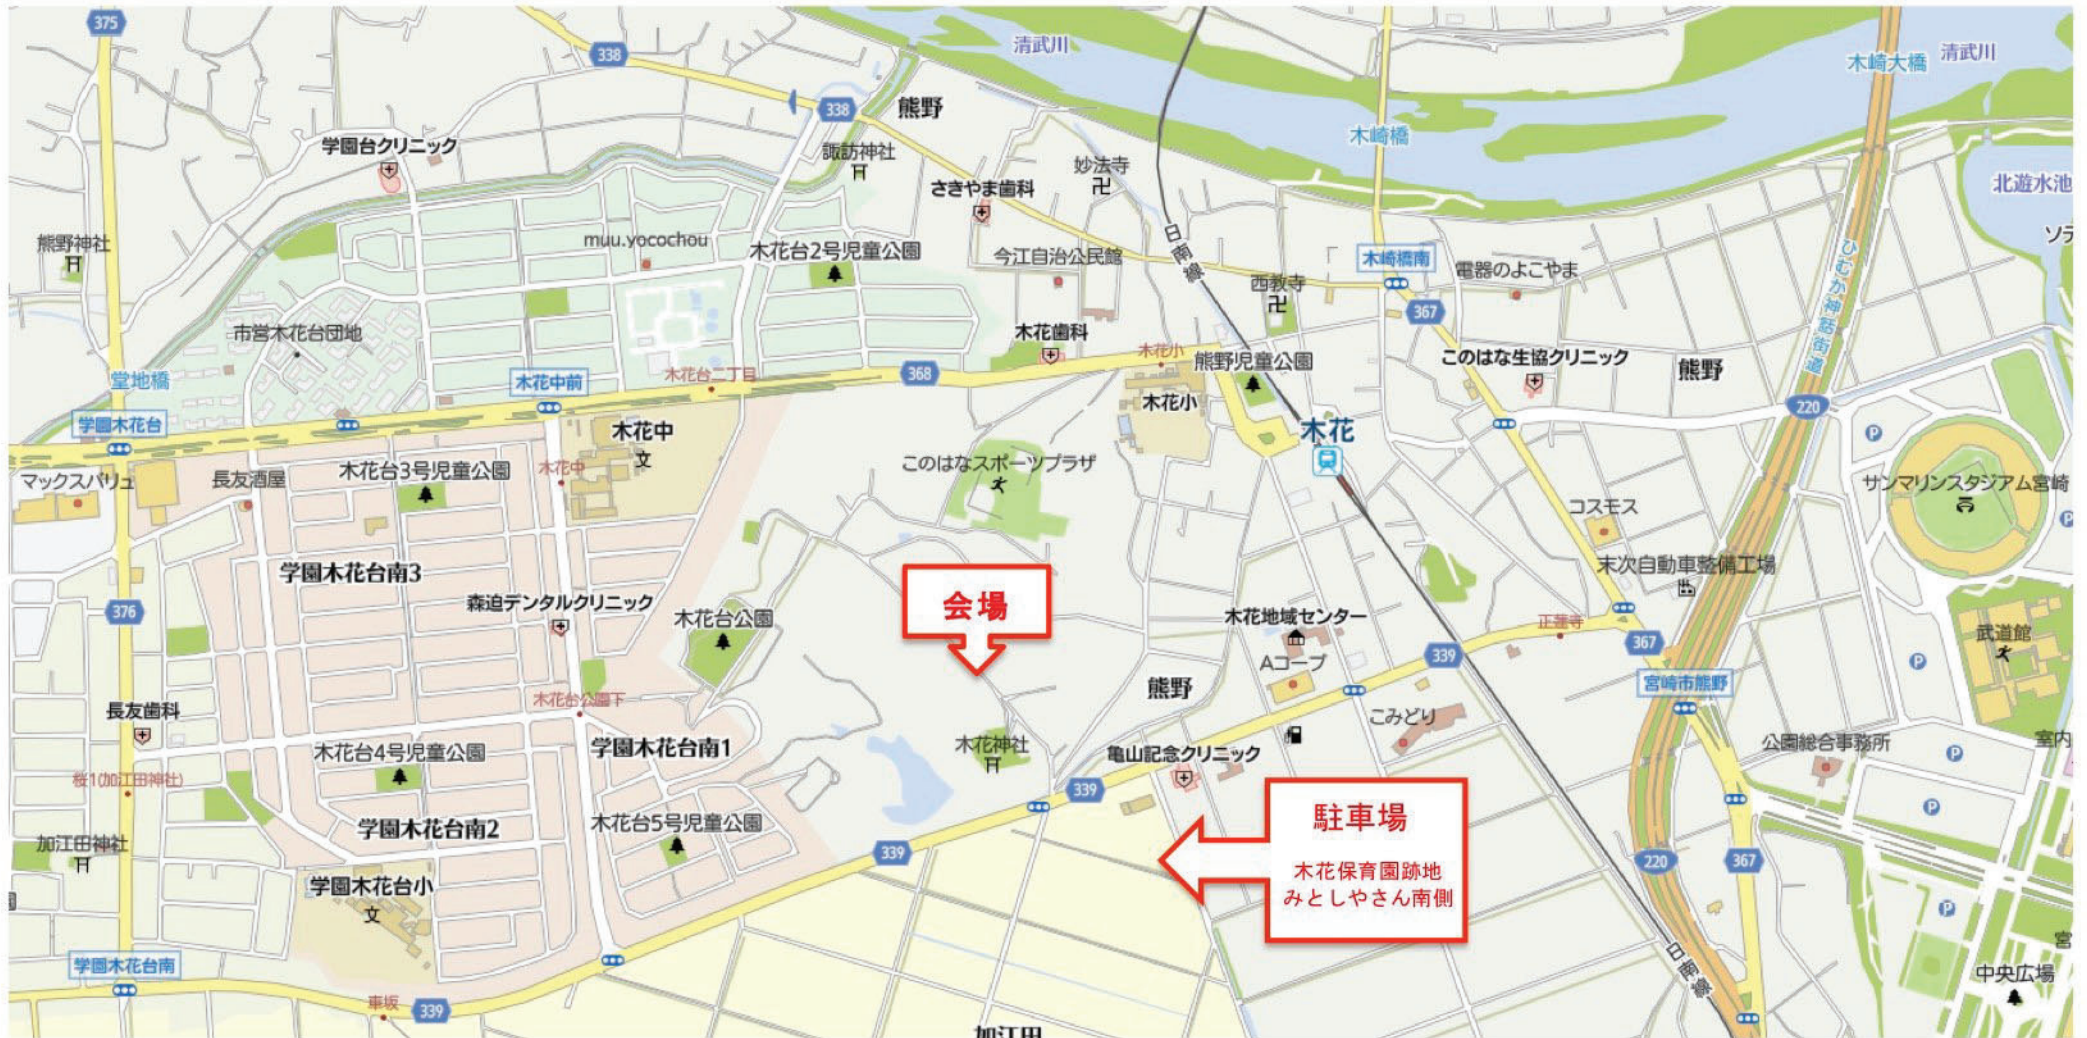 375
338
清武川
木崎大橋
清武川
338
熊野
木崎橋
学園台クリニック
諏訪神社
妙法寺
さきやま歯科
北遊水池
日南線
熊野神社
muu.yocochou
木花台2号児童公園
今江自治公民館
木崎橋南
電器のよこやま
ひむか神話街道
西教寺
367
市営木花台団地
木花歯科
木花小
熊野児童公園
このはな生協クリニック
熊野
堂地橋
木花中前
木花台二丁目
368
学園木花台
木花小
220
P
木花中
文
木花
マックスバリュ
長友酒屋
木花台3号児童公園
木花中
このはなスポーツプラザ
サンマリンスタジアム宮崎
コスモス
P
学園木花台南3
末次自動車整備工場
会場
376
森迫デンタルクリニック
木花台公園
木花地域センター
正蓮寺
武道館
367
339
Aコープ
P
熊野
宮崎市熊野
長友歯科
木花台公園下
こみどり
木花台4号児童公園
学園木花台南1
木花神社
亀山記念クリニック
公園総合事務所
室内
P
桜1(加江田神社)
339
駐車場
P
学園木花台南2
木花台5号児童公園
加江田神社
339
木花保育園跡地
220
367
みとしやさん南側
学園木花台小
文
P
日南線
宮
学園木花台南
中央広場
車坂
339
加江田